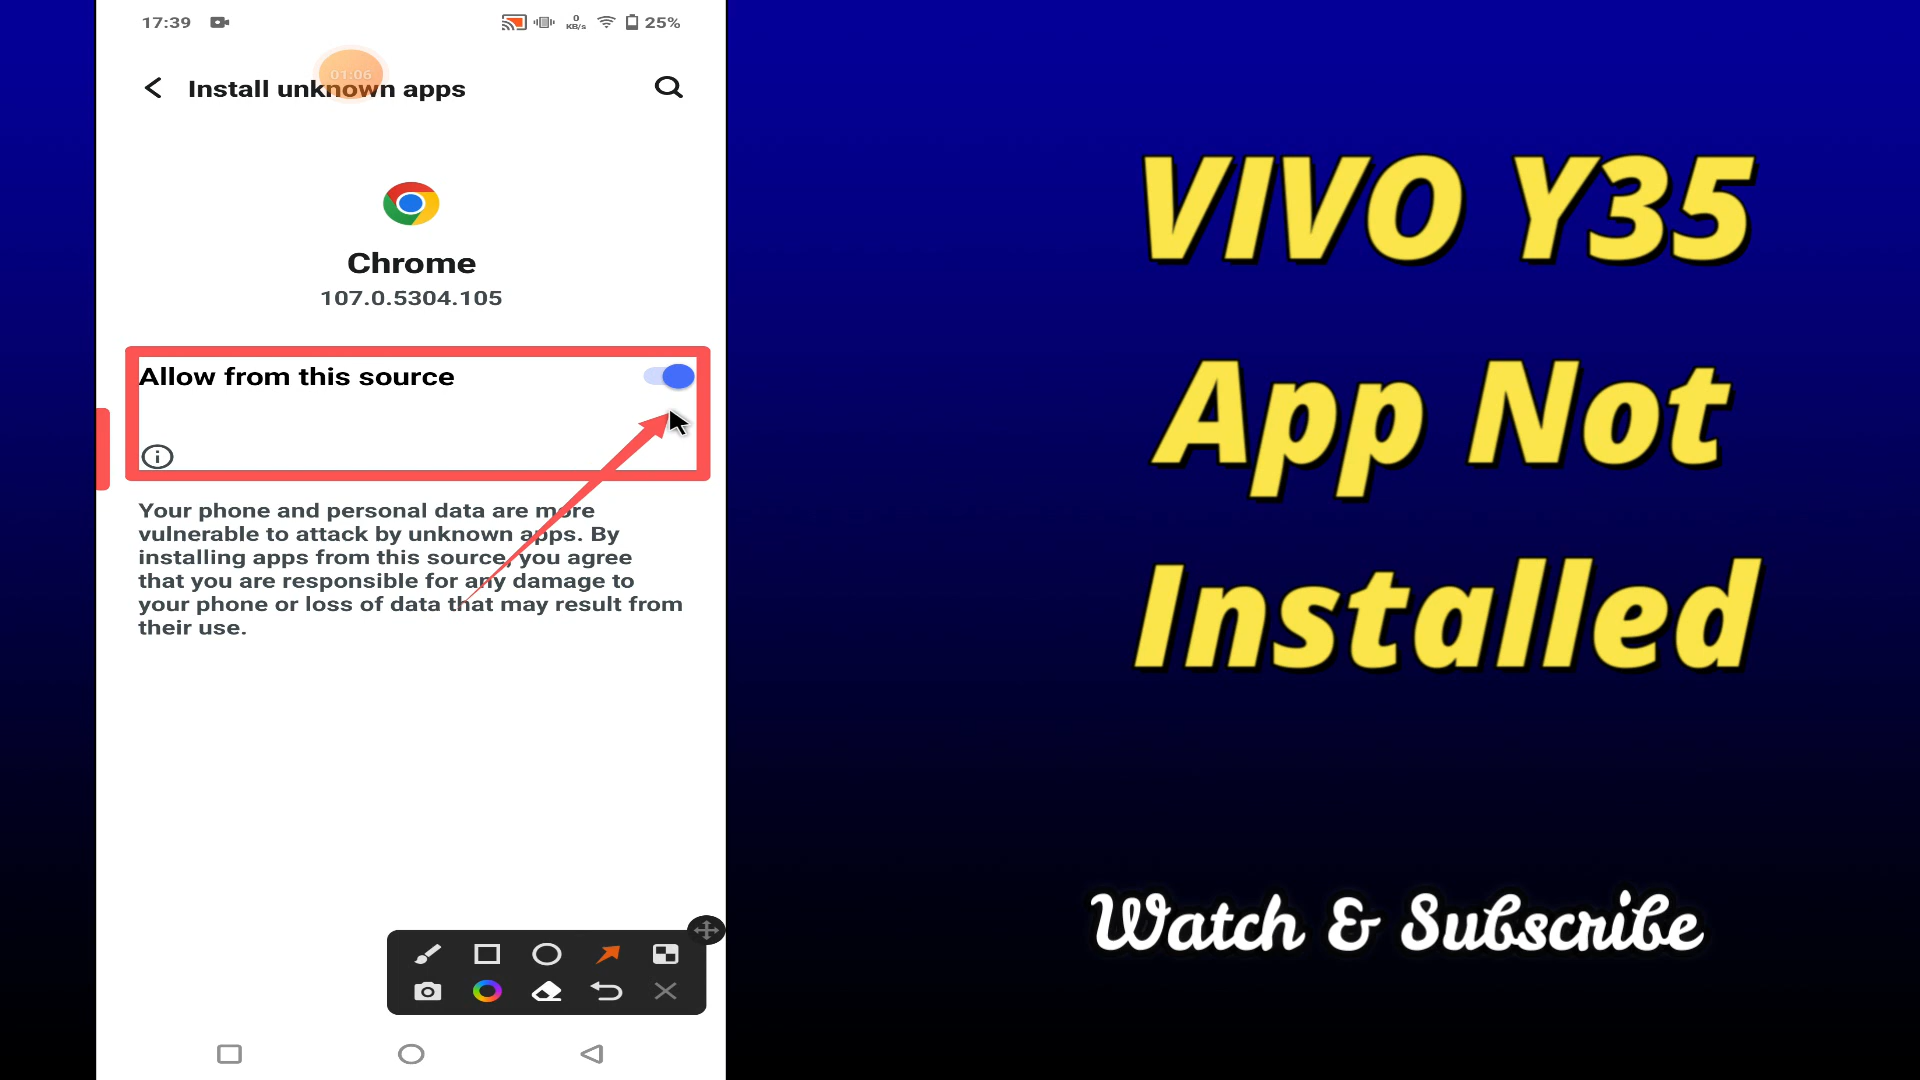 17:39
0
KB/s
25%
01:06
Install unknown apps
Chrome
107.0.5304.105
Allow from this source
Your phone and personal data are more
vulnerable to attack by unknown apps. By
installing apps from this source, you agree
that you are responsible for any damage to
your phone or loss of data that may result from
their use.
VIVO Y35
App Not
Installed
Watch & Subscribe